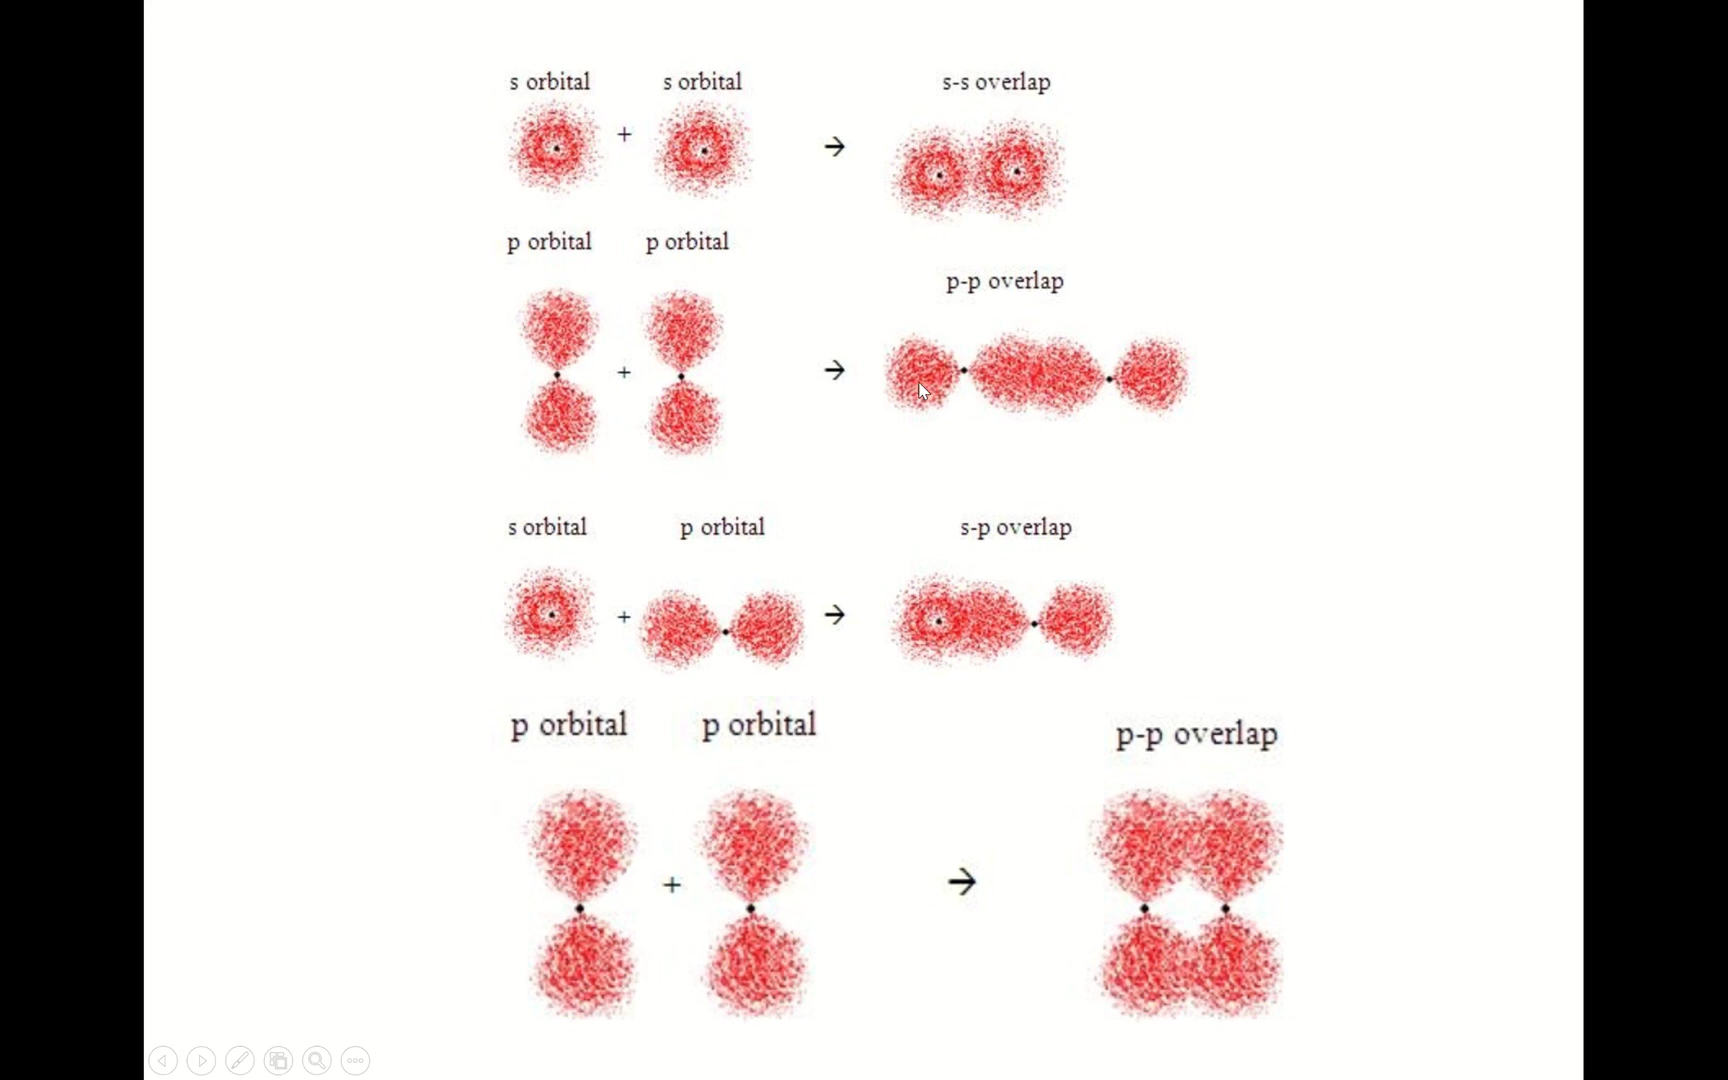 s orbital s orbital s-s overlap
+ →
p orbital p orbital
p-p overlap
+ →
s orbital p orbital s-p overlap
+ →
p orbital p orbital p-p overlap
+ →